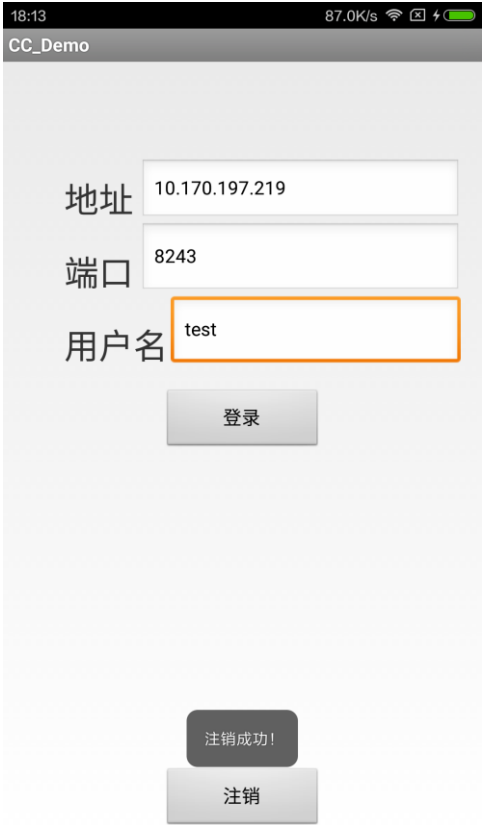 18:13 87.0K/s
CC_Demo
地址 10.170.197.219
端口 8243
用户名 test
登录
注销成功!
注销